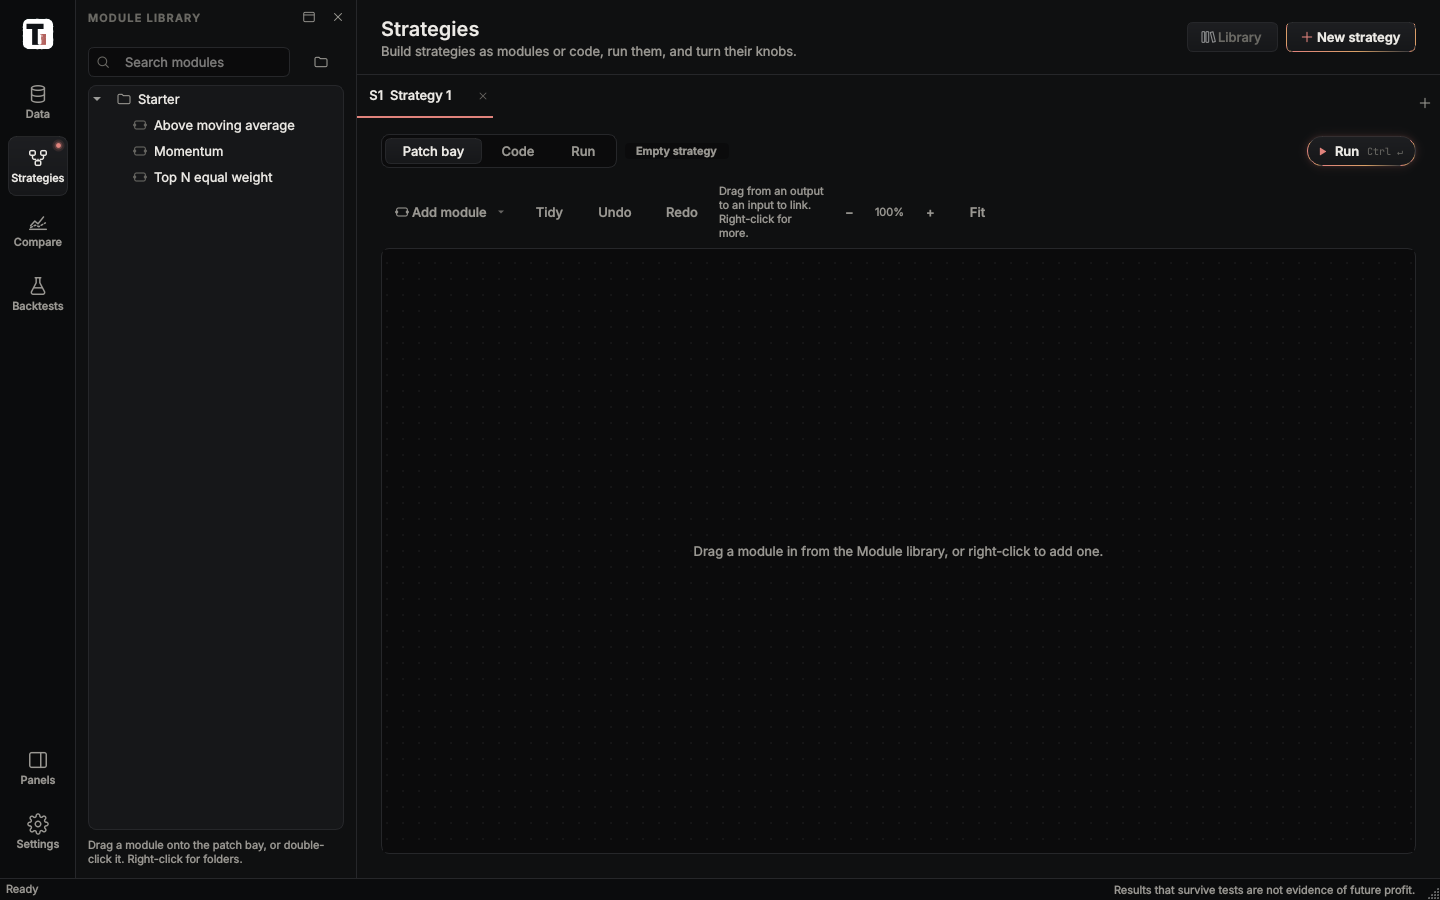 MODULE LIBRARY
Search modules
Starter
Above moving average
Momentum
Top N equal weight
Drag a module onto the patch bay, or double-
click it. Right-click for folders.
T
Data
Strategies
Compare
Backtests
Panels
Settings
Strategies
Build strategies as modules or code, run them, and turn their knobs.
Library
New strategy
S1 Strategy 1
Patch bay
Code
Run
Empty strategy
Run Ctrl ↵
Add module
Tidy
Undo
Redo
Drag from an output
to an input to link.
Right-click for
more.
− 100% +
Fit
Drag a module in from the Module library, or right-click to add one.
Ready
Results that survive tests are not evidence of future profit.